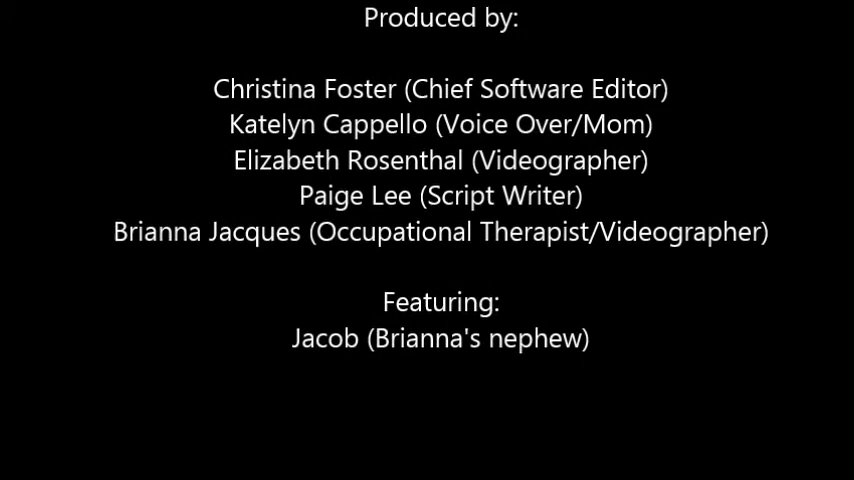 Produced by:
Christina Foster (Chief Software Editor)
Katelyn Cappello (Voice Over/Mom)
Elizabeth Rosenthal (Videographer)
Paige Lee (Script Writer)
Brianna Jacques (Occupational Therapist/Videographer)
Featuring:
Jacob (Brianna's nephew)